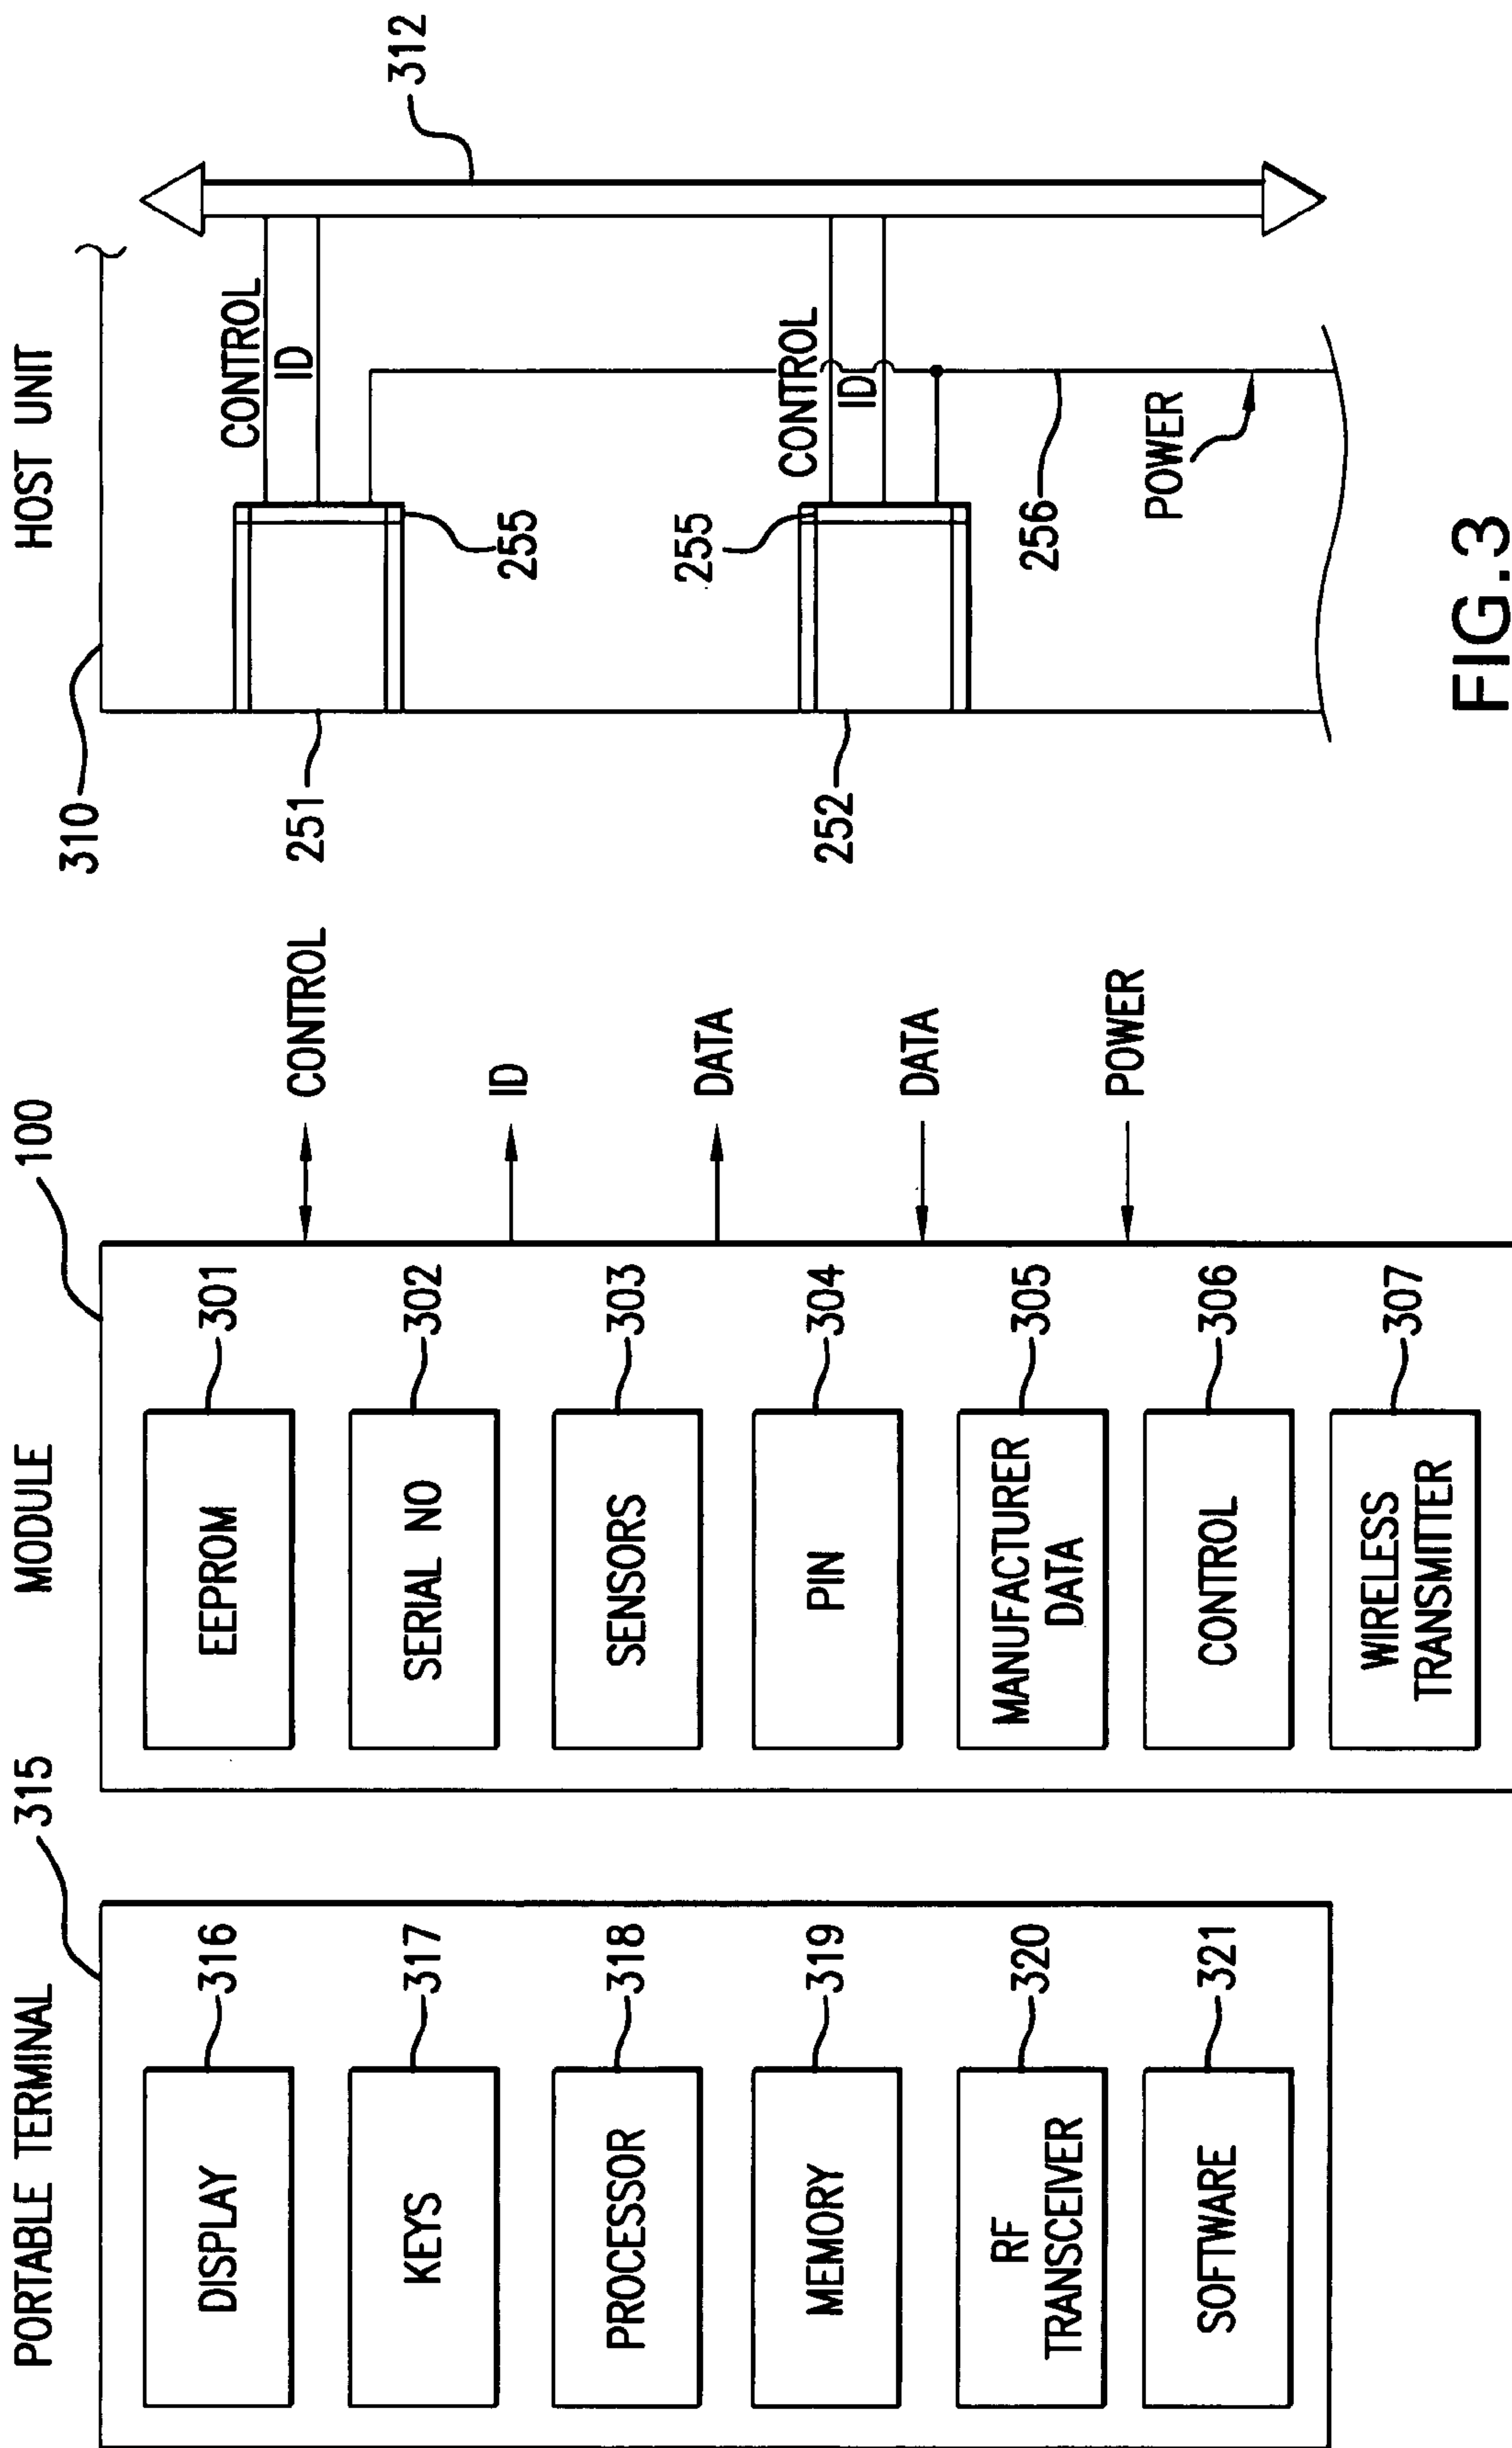 PORTABLE TERMINAL
315
DISPLAY
316
KEYS
317
PROCESSOR
318
MEMORY
319
RF
TRANSCEIVER
320
SOFTWARE
321
MODULE
100
EEPROM
301
SERIAL NO
302
SENSORS
303
PIN
304
MANUFACTURER
DATA
305
CONTROL
306
WIRELESS
TRANSMITTER
307
CONTROL
ID
DATA
DATA
POWER
HOST UNIT
310
312
CONTROL
ID
251
255
CONTROL
ID
255
252
256
POWER
FIG.3